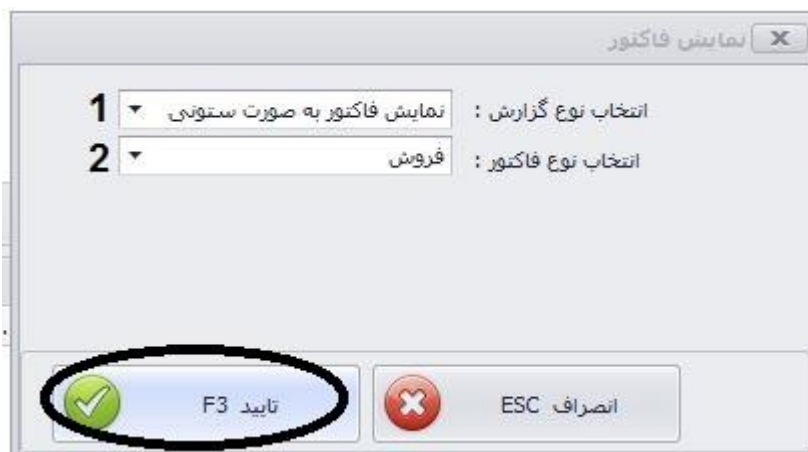 نمایش فاکتور
انتخاب نوع گزارش : نمایش فاکتور به صورت ستونی 1
انتخاب نوع فاکتور : فروش 2
انصراف ESC
تایید F3